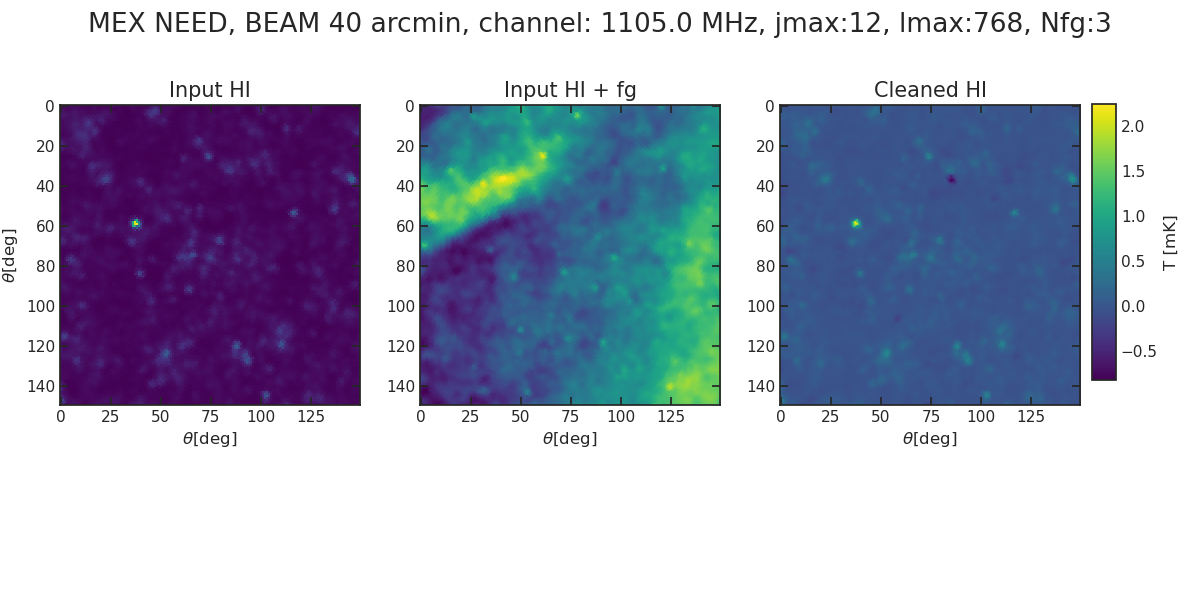 MEX NEED, BEAM 40 arcmin, channel: 1105.0 MHz, jmax:12, lmax:768, Nfg:3
Input HI
Input HI + fg
Cleaned HI
0
20
40
60
80
100
120
140
θ[deg]
0 25 50 75 100 125
θ[deg]
0
20
40
60
80
100
120
140
0 25 50 75 100 125
θ[deg]
0
20
40
60
80
100
120
140
0 25 50 75 100 125
θ[deg]
2.0
1.5
1.0
0.5
0.0
−0.5
T [mK]